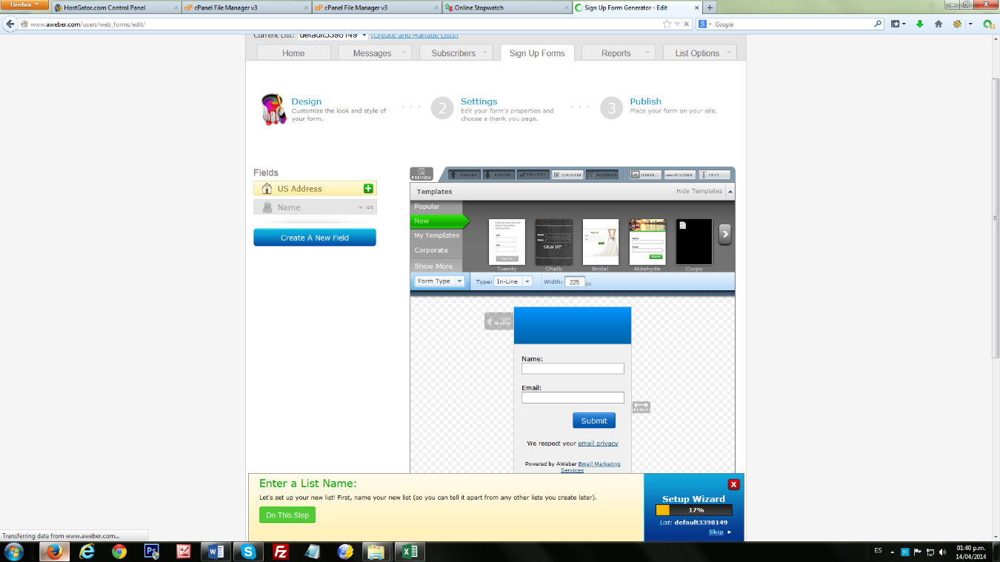 Firefox
HostGator.com Control Panel
cPanel File Manager v3
cPanel File Manager v3
Online Stopwatch
Sign Up Form Generator - Edit
www.aweber.com/users/web_forms/edit/
Google
Current List: default3398149 (Create and Manage Lists)
Home
Messages
Subscribers
Sign Up Forms
Reports
List Options
Design
Customize the look and style of
your form.
2
Settings
Edit your form's properties and
choose a thank you page.
3
Publish
Place your form on your site.
Fields
US Address
Name IN USE
Create A New Field
PREVIEW
HEADER
FOOTER
PRIVACY
COUNTER
POWERED
IMAGE
DIVIDER
TEXT
Templates
Hide Templates
Popular
New
My Templates
Corporate
Show More
SIGN UP
Twenty
Chalk
Bridal
Aldehyde
Corpo
Form Type
Type: In-Line
Width: 225 px
EDIT
HEADER
Name:
Email:
RESIZE
Submit
We respect your email privacy
Powered by AWeber Email Marketing
Services
Enter a List Name:
Let's set up your new list! First, name your new list (so you can tell it apart from any other lists you create later).
Do This Step
X
Setup Wizard
17%
List: default3398149
Skip
Transferring data from www.aweber.com...
ES
01:40 p.m.
14/04/2014